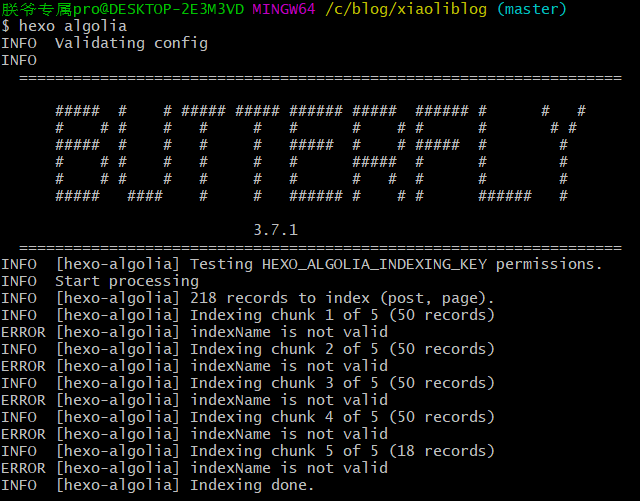 朕爷专属pro@DESKTOP-2E3M3VD MINGW64 /c/blog/xiaoliblog (master)
$ hexo algolia
INFO  Validating config
INFO
===================================================================
BUTTERFLY
3.7.1
===================================================================
INFO  [hexo-algolia] Testing HEXO_ALGOLIA_INDEXING_KEY permissions.
INFO  Start processing
INFO  [hexo-algolia] 218 records to index (post, page).
INFO  [hexo-algolia] Indexing chunk 1 of 5 (50 records)
ERROR [hexo-algolia] indexName is not valid
INFO  [hexo-algolia] Indexing chunk 2 of 5 (50 records)
ERROR [hexo-algolia] indexName is not valid
INFO  [hexo-algolia] Indexing chunk 3 of 5 (50 records)
ERROR [hexo-algolia] indexName is not valid
INFO  [hexo-algolia] Indexing chunk 4 of 5 (50 records)
ERROR [hexo-algolia] indexName is not valid
INFO  [hexo-algolia] Indexing chunk 5 of 5 (18 records)
ERROR [hexo-algolia] indexName is not valid
INFO  [hexo-algolia] Indexing done.